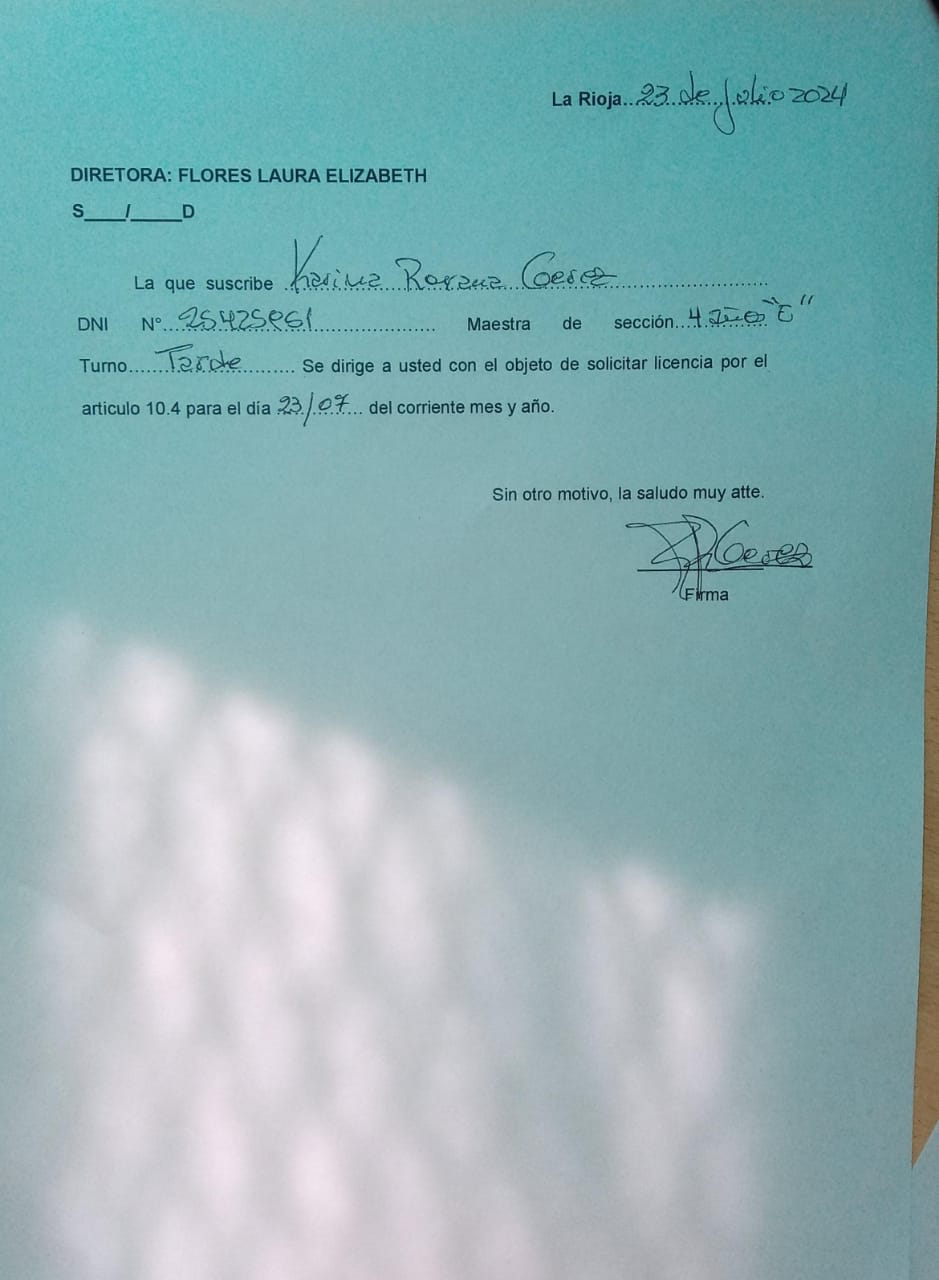 La Rioja..23 de Julio 2024
DIRETORA: FLORES LAURA ELIZABETH
S____/_____D
La que suscribe Karina Roxana
DNI N° Maestra de sección 4 años
Turno Tarde Se dirige a usted con el objeto de solicitar licencia por el
articulo 10.4 para el día 23/07 del corriente mes y año.
Sin otro motivo, la saludo muy atte.
Firma